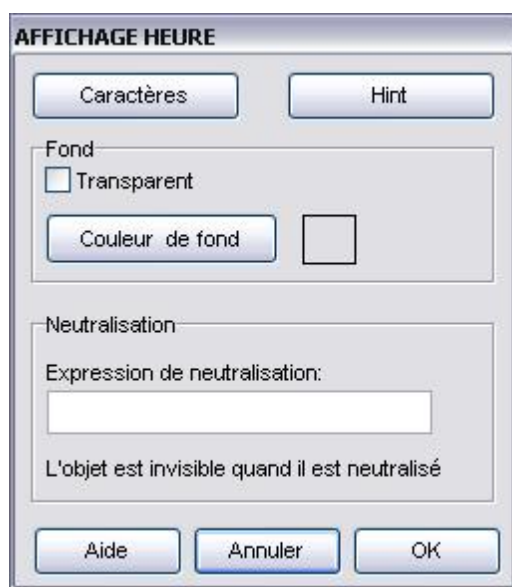 AFFICHAGE HEURE
Caractères Hint
Fond
Transparent
Couleur de fond
Neutralisation
Expression de neutralisation:
L'objet est invisible quand il est neutralisé
Aide Annuler OK